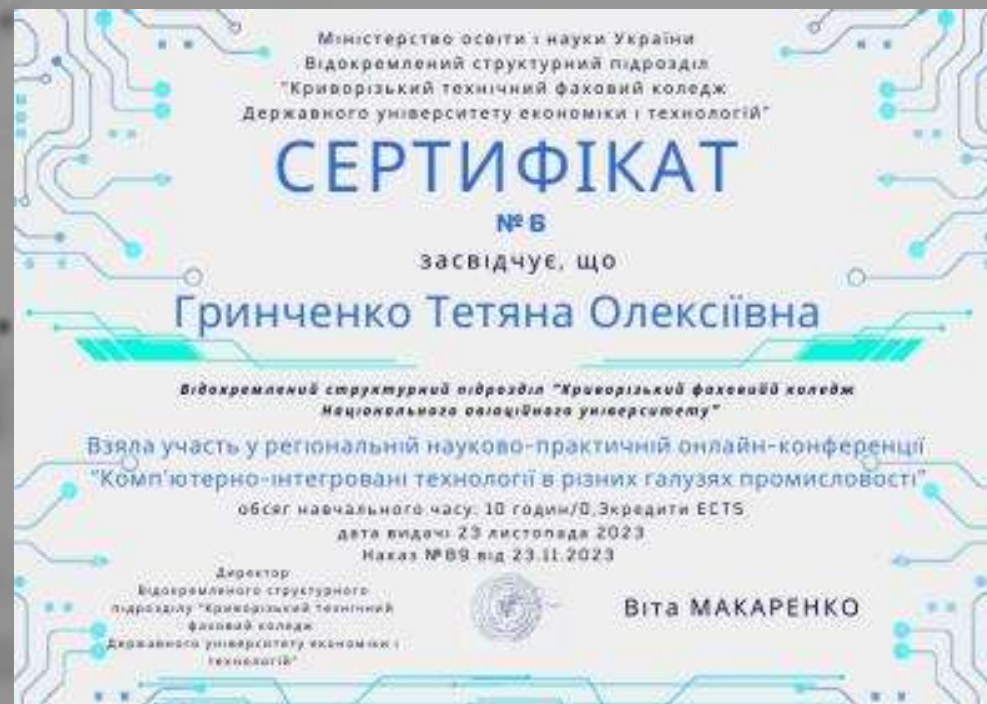 Міністерство освіти і науки України
Відокремлений структурний підрозділ
"Криворізький технічний фаховий коледж
Державного університету економіки і технологій"
СЕРТИФІКАТ
№ 6
засвідчує, що
Гринченко Тетяна Олексіївна
Відокремлений структурний підрозділ "Криворізький фаховийй коледж
Національного авіаційного університету"
Взяла участь у регіональній науково-практичній онлайн-конференції
"Комп'ютерно-інтегровані технології в різних галузях промисловості"
обсяг навчального часу: 10 годин/0,3кредити ECTS
дата видачі 23 листопада 2023
Наказ №89 від 23.11.2023
Директор
Відокремленого структурного
підрозділу "Криворізький технічний
фаховий коледж
Державного університету економіки і
технологій"
Віта МАКАРЕНКО